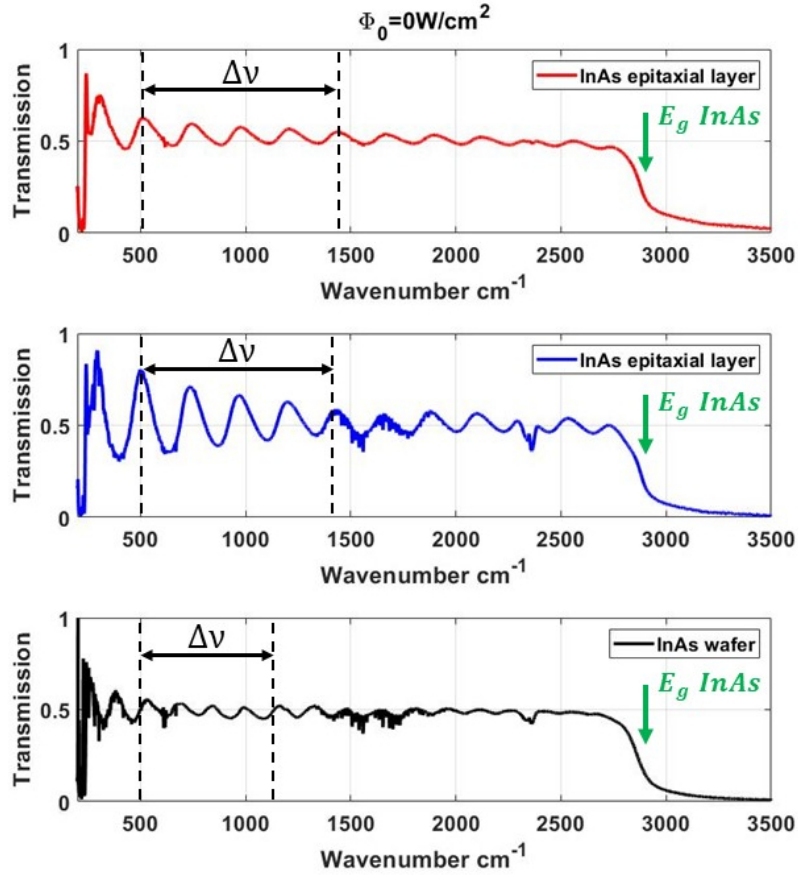 Φ₀=0W/cm²
1
0.5
0
Transmission
Δν
InAs epitaxial layer
E_g InAs
500 1000 1500 2000 2500 3000 3500
Wavenumber cm⁻¹
1
0.5
0
Transmission
Δν
InAs epitaxial layer
E_g InAs
500 1000 1500 2000 2500 3000 3500
Wavenumber cm⁻¹
1
0.5
0
Transmission
Δν
InAs wafer
E_g InAs
500 1000 1500 2000 2500 3000 3500
Wavenumber cm⁻¹